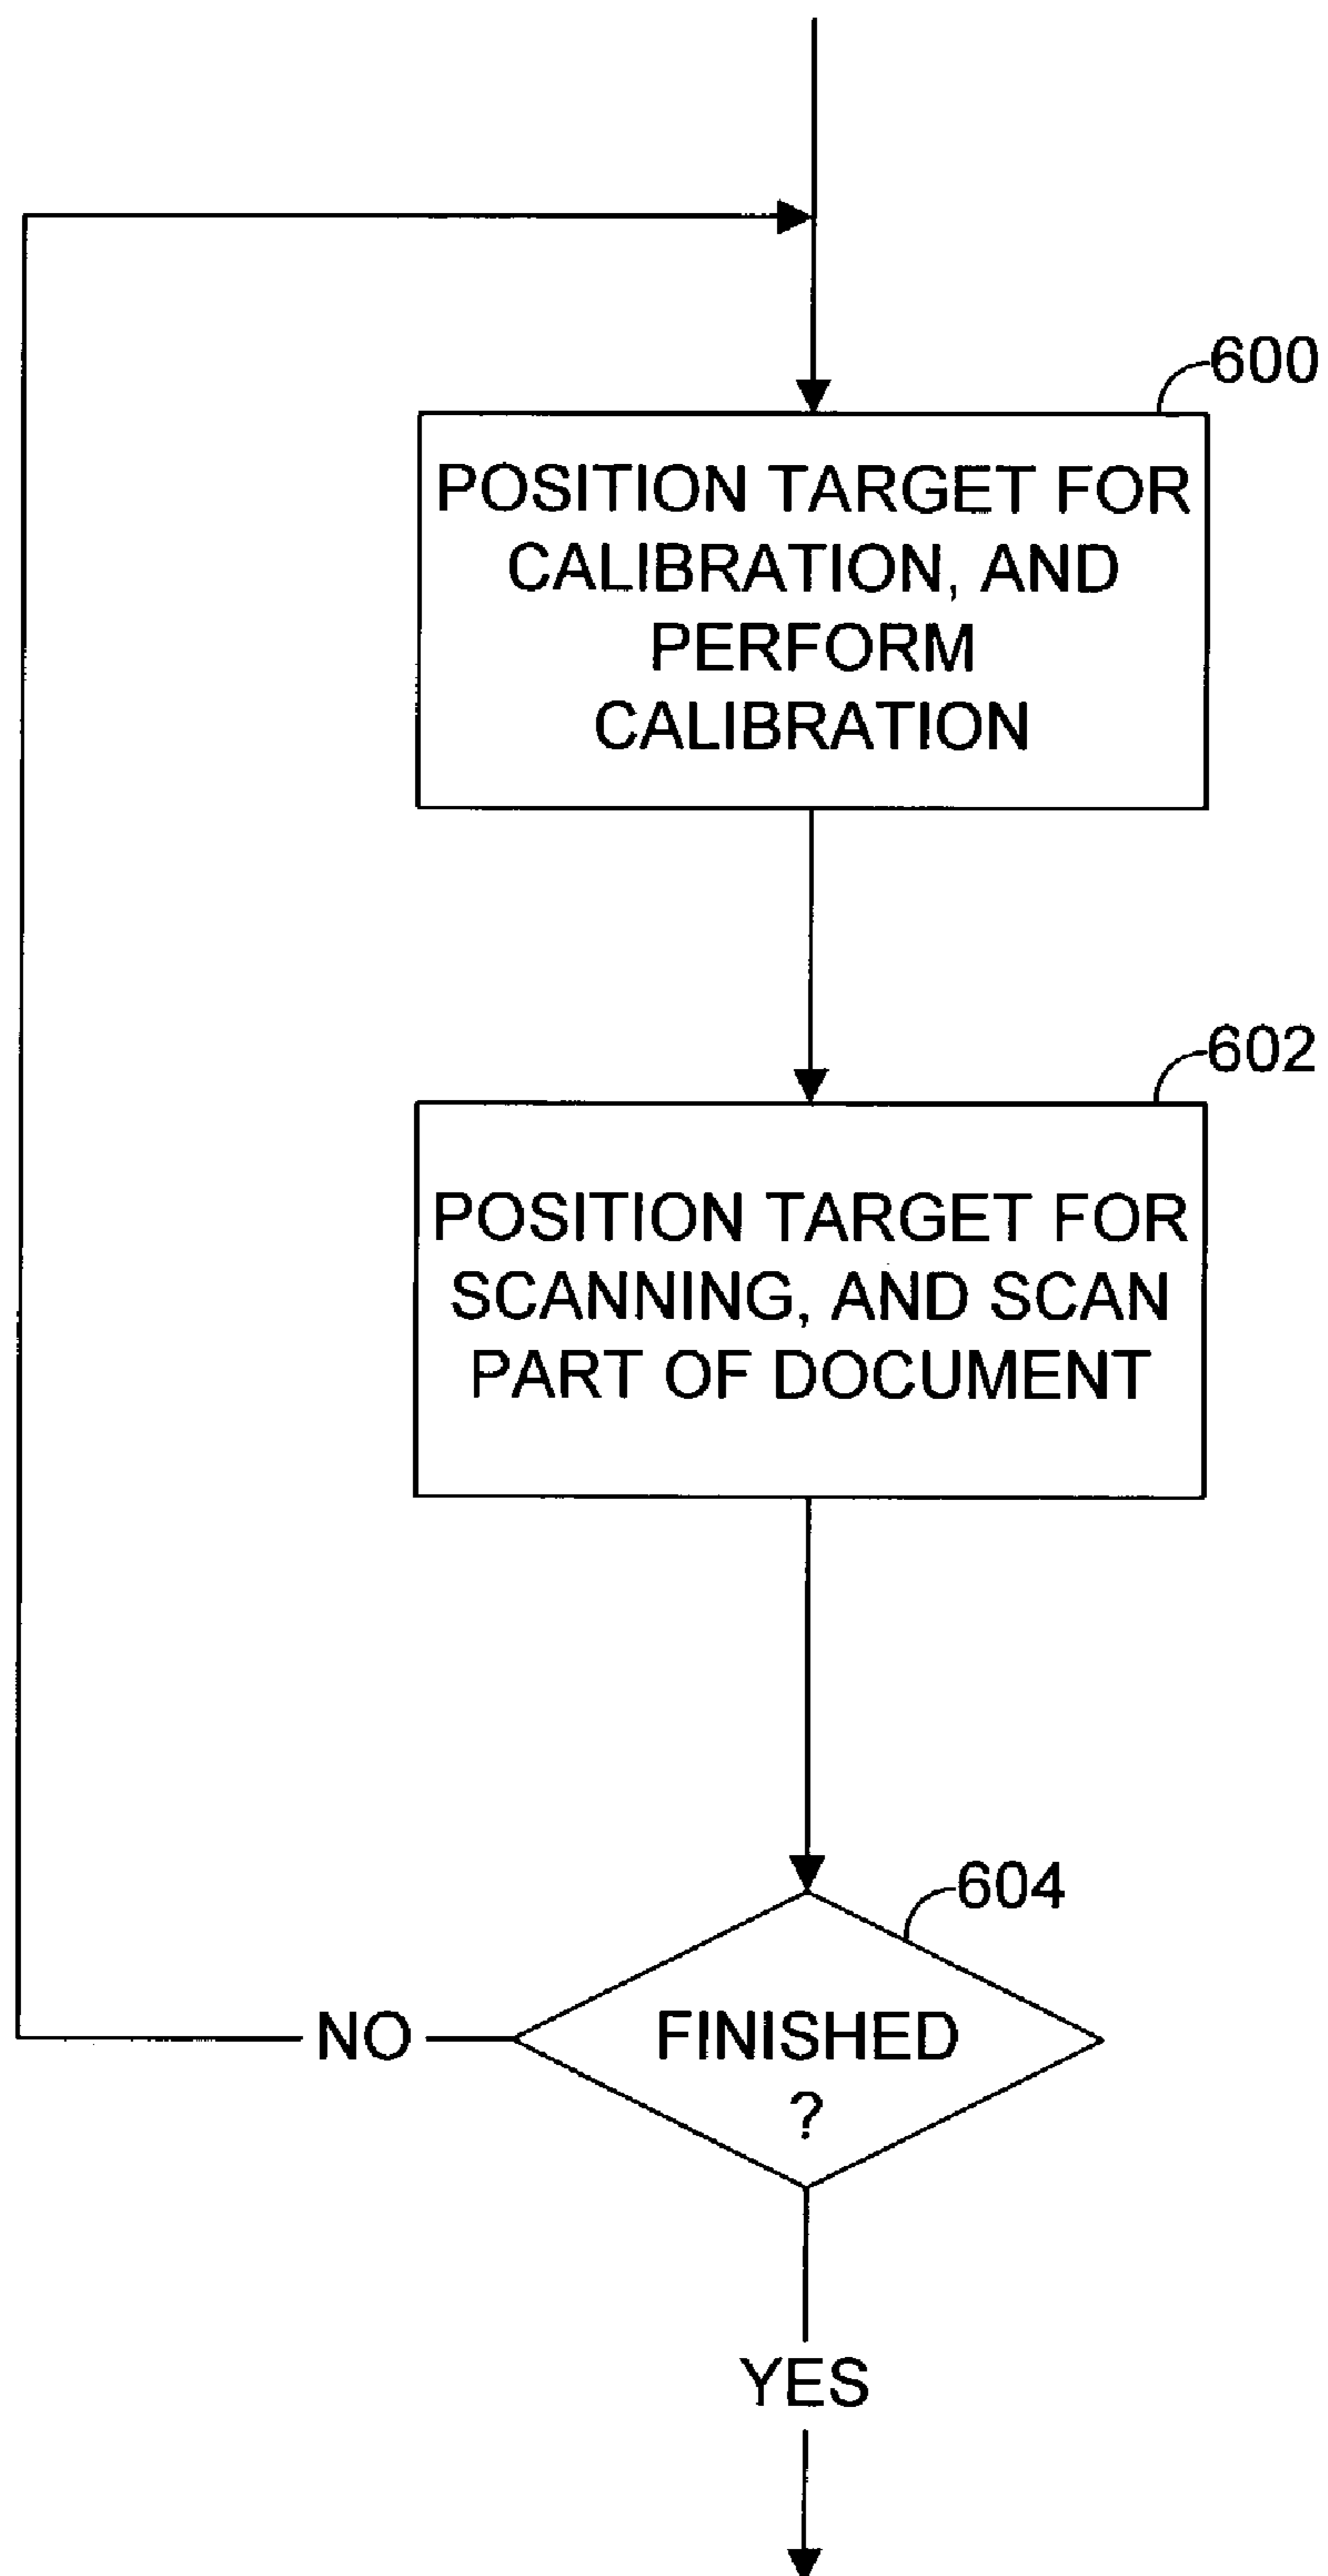 600
POSITION TARGET FOR
CALIBRATION, AND
PERFORM
CALIBRATION
602
POSITION TARGET FOR
SCANNING, AND SCAN
PART OF DOCUMENT
604
NO
FINISHED
?
YES